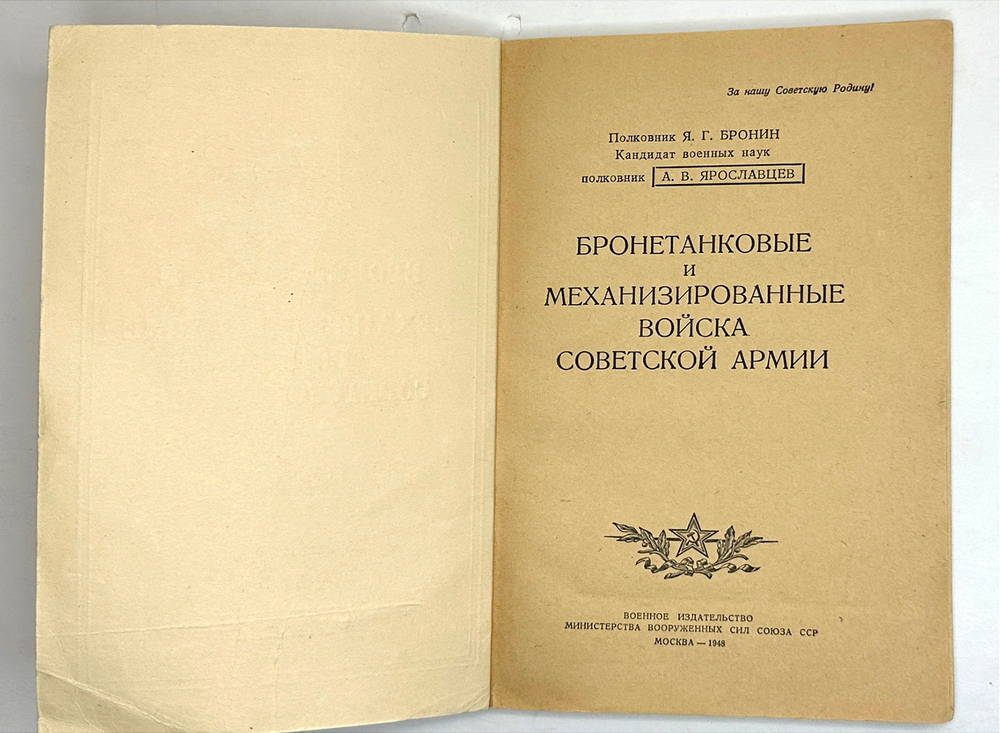 За нашу Советскую Родину!
Полковник Я. Г. БРОНИН
Кандидат военных наук
полковник А. В. ЯРОСЛАВЦЕВ
БРОНЕТАНКОВЫЕ
И
МЕХАНИЗИРОВАННЫЕ
ВОЙСКА
СОВЕТСКОЙ АРМИИ
ВОЕННОЕ ИЗДАТЕЛЬСТВО
МИНИСТЕРСТВА ВООРУЖЕННЫХ СИЛ СОЮЗА ССР
МОСКВА — 1948